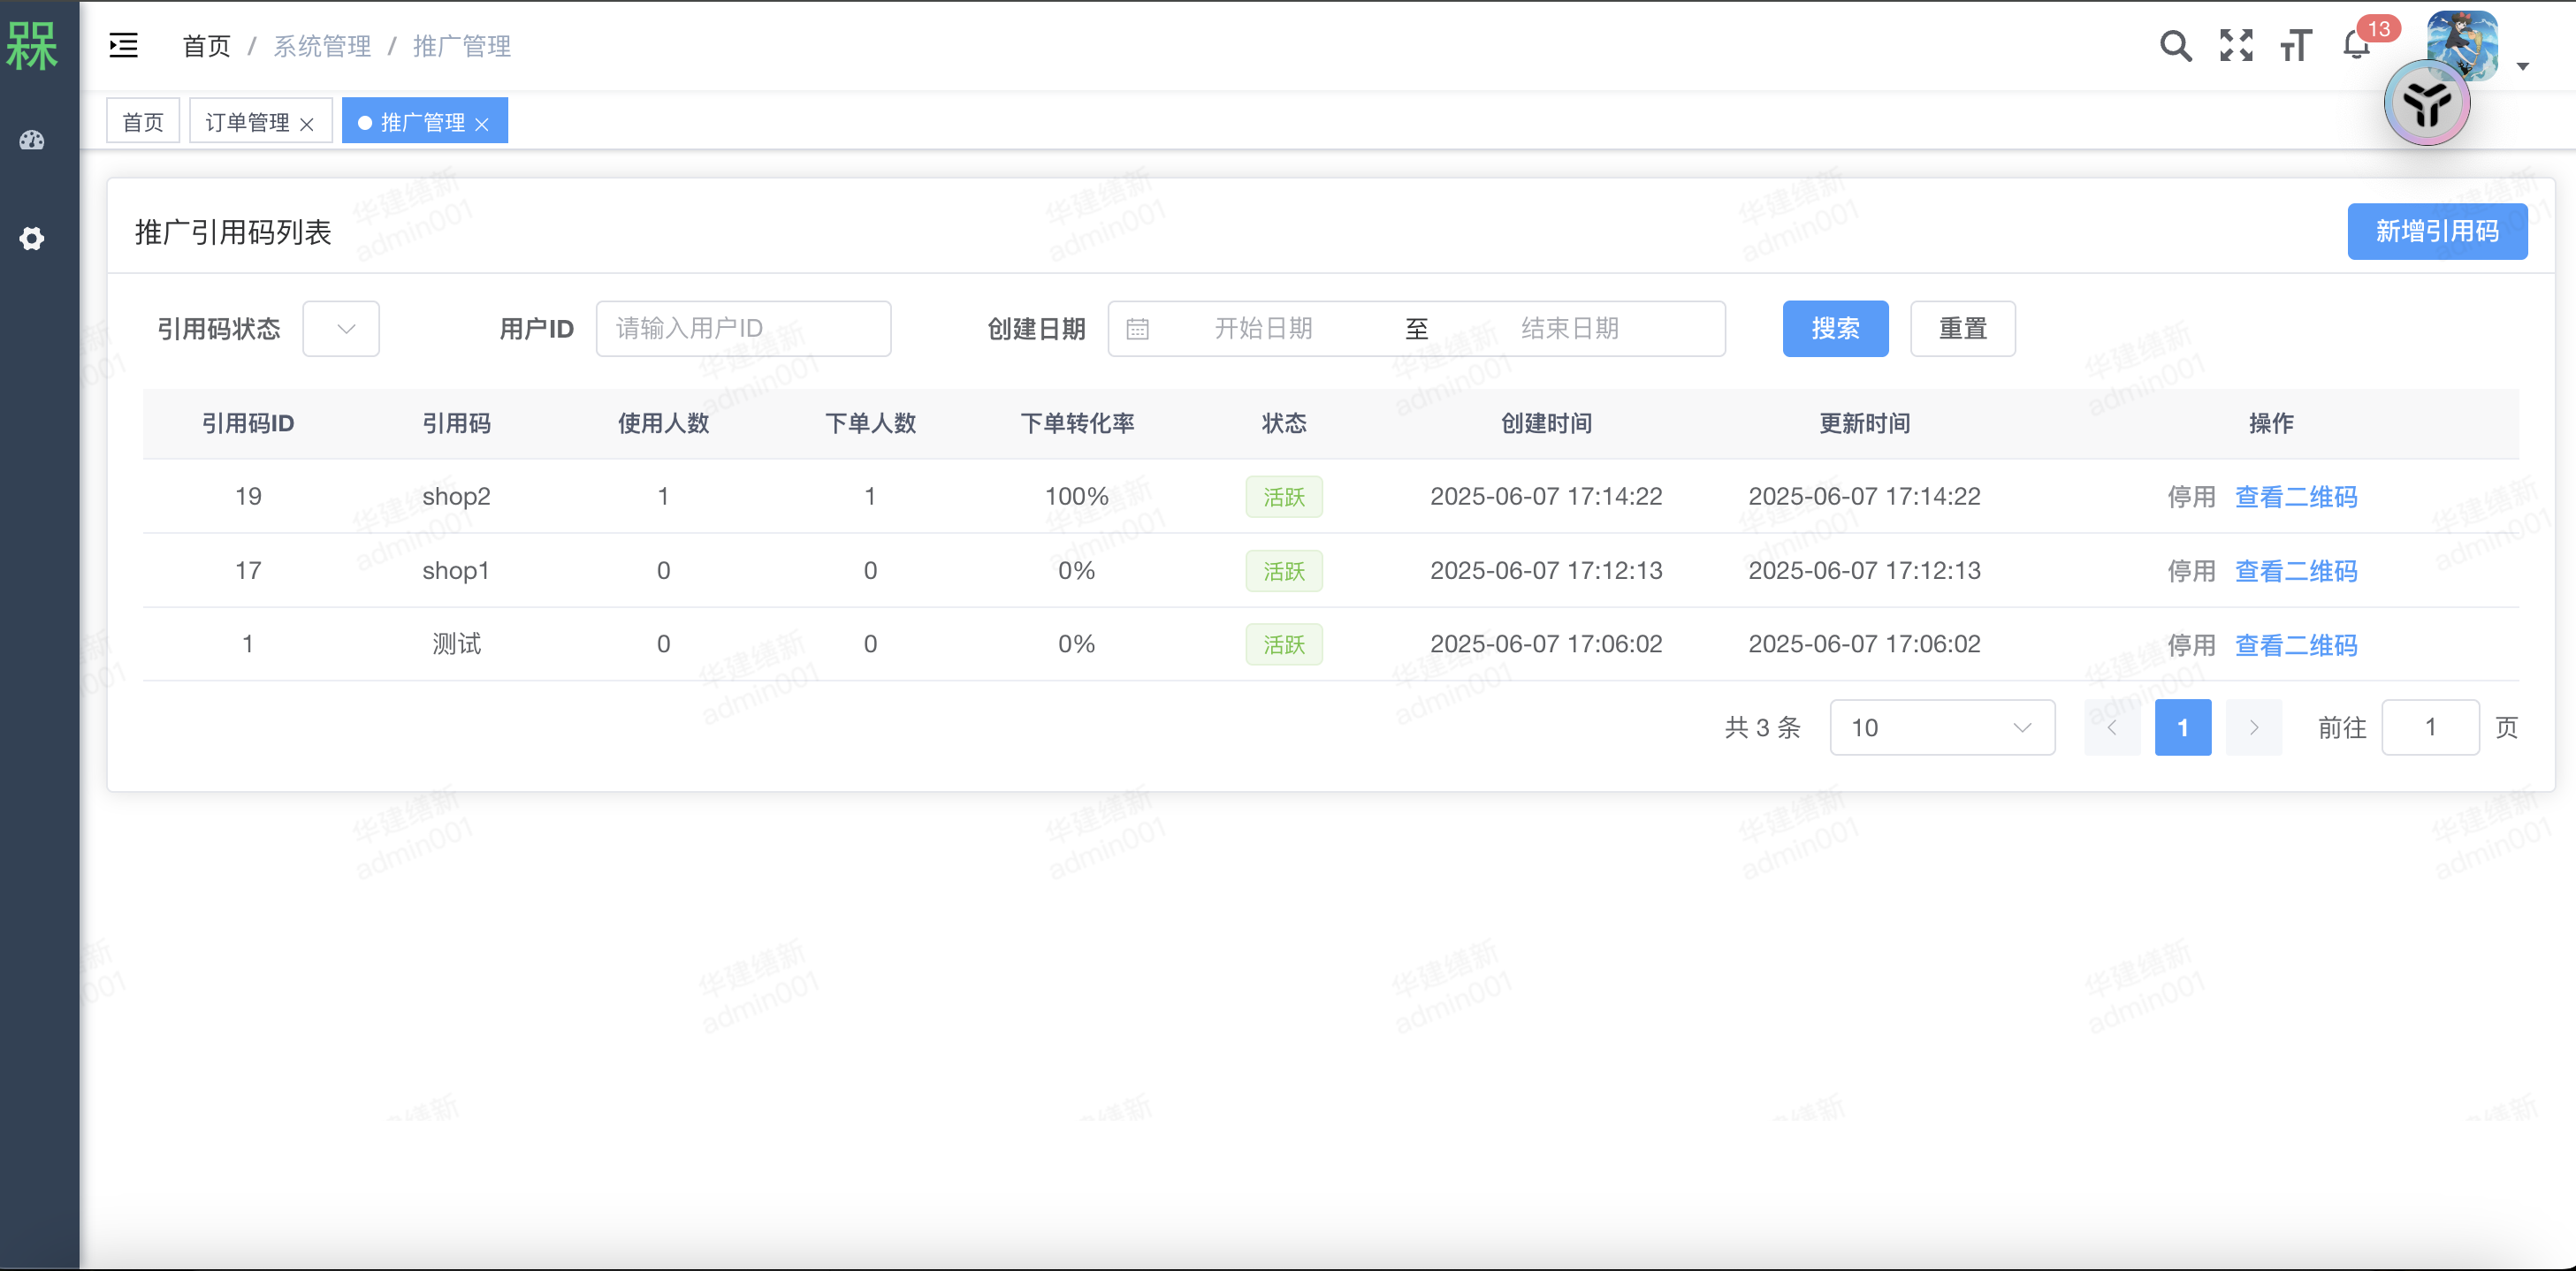 槑
首页 / 系统管理 / 推广管理
13
首页 订单管理 推广管理
推广引用码列表 新增引用码
引用码状态 用户ID 请输入用户ID 创建日期 开始日期 至 结束日期 搜索 重置
引用码ID 引用码 使用人数 下单人数 下单转化率 状态 创建时间 更新时间 操作
19 shop2 1 1 100% 活跃 2025-06-07 17:14:22 2025-06-07 17:14:22 停用 查看二维码
17 shop1 0 0 0% 活跃 2025-06-07 17:12:13 2025-06-07 17:12:13 停用 查看二维码
1 测试 0 0 0% 活跃 2025-06-07 17:06:02 2025-06-07 17:06:02 停用 查看二维码
共 3 条 10 1 前往 1 页
华建缮新
admin001